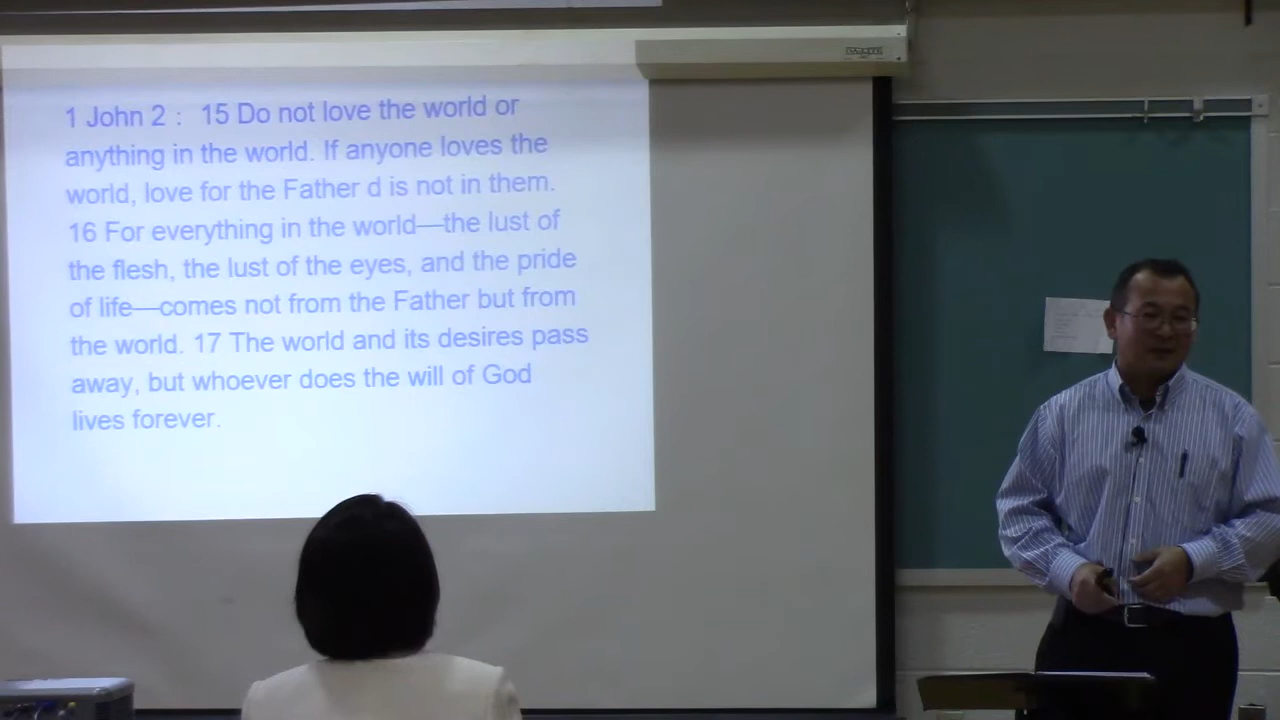 1 John 2 : 15 Do not love the world or
anything in the world. If anyone loves the
world, love for the Father d is not in them.
16 For everything in the world—the lust of
the flesh, the lust of the eyes, and the pride
of life—comes not from the Father but from
the world. 17 The world and its desires pass
away, but whoever does the will of God
lives forever.